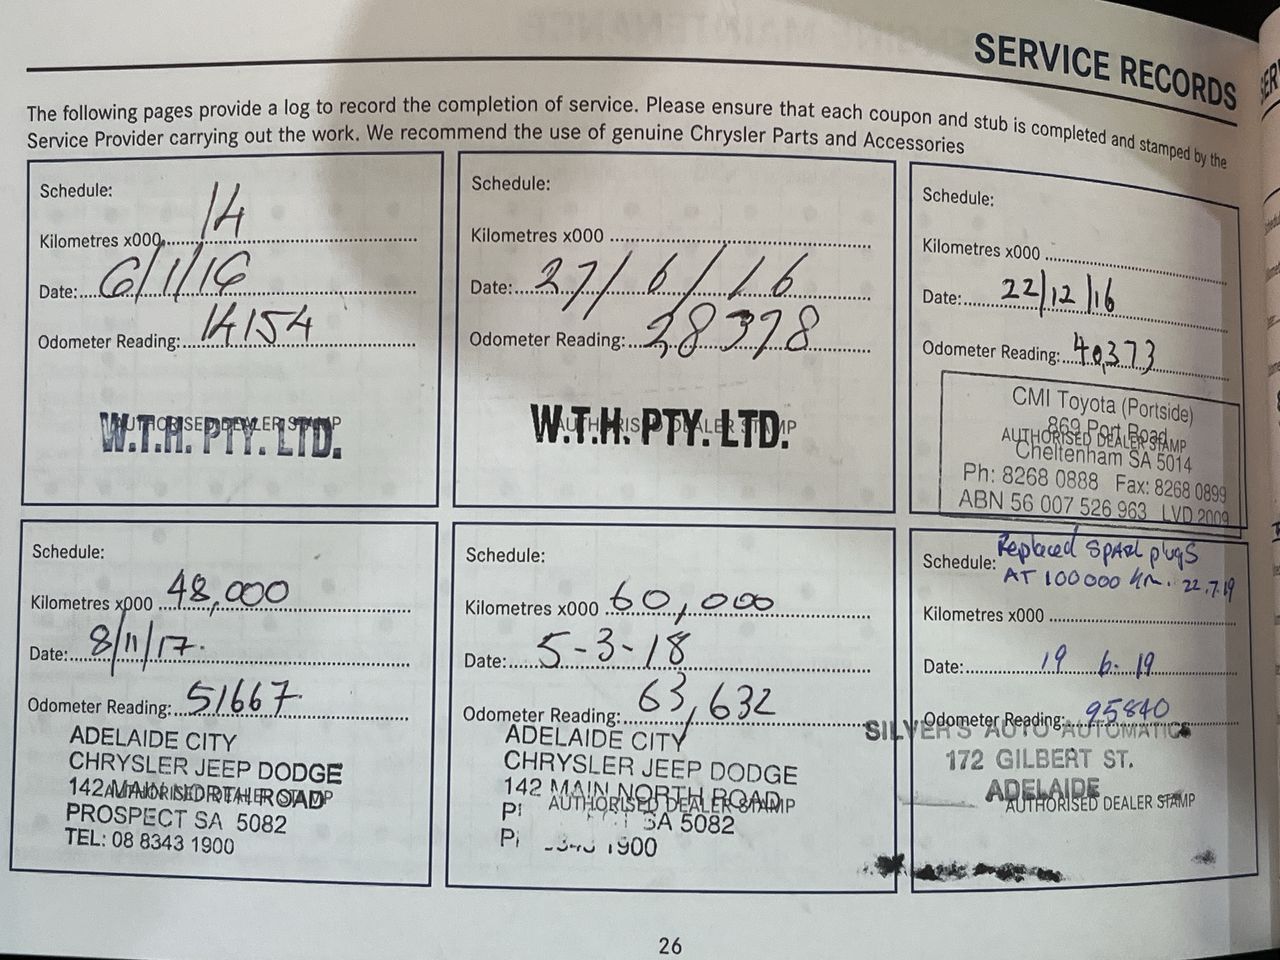 SERVICE RECORDS
The following pages provide a log to record the completion of service. Please ensure that each coupon and stub is completed and stamped by the
Service Provider carrying out the work. We recommend the use of genuine Chrysler Parts and Accessories
Schedule:
Kilometres x000 14
Date: 6/1/16
Odometer Reading: 14154
AUTHORISED DEALER STAMP
W.T.H. PTY. LTD.
Schedule:
Kilometres x000
Date: 27/6/16
Odometer Reading: 28378
AUTHORISED DEALER STAMP
W.T.H. PTY. LTD.
Schedule:
Kilometres x000
Date: 22/12/16
Odometer Reading: 40,373
CMI Toyota (Portside)
869 Port Road
AUTHORISED DEALER STAMP
Cheltenham SA 5014
Ph: 8268 0888 Fax: 8268 0899
ABN 56 007 526 963 LVD 2009
Schedule:
Kilometres x000 48,000
Date: 8/11/17.
Odometer Reading: 51667.
ADELAIDE CITY
CHRYSLER JEEP DODGE
142 MAIN NORTH ROAD
AUTHORISED DEALER STAMP
PROSPECT SA 5082
TEL: 08 8343 1900
Schedule:
Kilometres x000 60,000
Date: 5-3-18
Odometer Reading: 63,632
ADELAIDE CITY
CHRYSLER JEEP DODGE
142 MAIN NORTH ROAD
AUTHORISED DEALER STAMP
SA 5082
1900
Schedule: Replaced Spark plugs
AT 100000 Km. 22.7.19
Kilometres x000
Date: 19 6.19
Odometer Reading: 95840
SILVER'S AUTO AUTOMATICS
172 GILBERT ST.
ADELAIDE
AUTHORISED DEALER STAMP
26